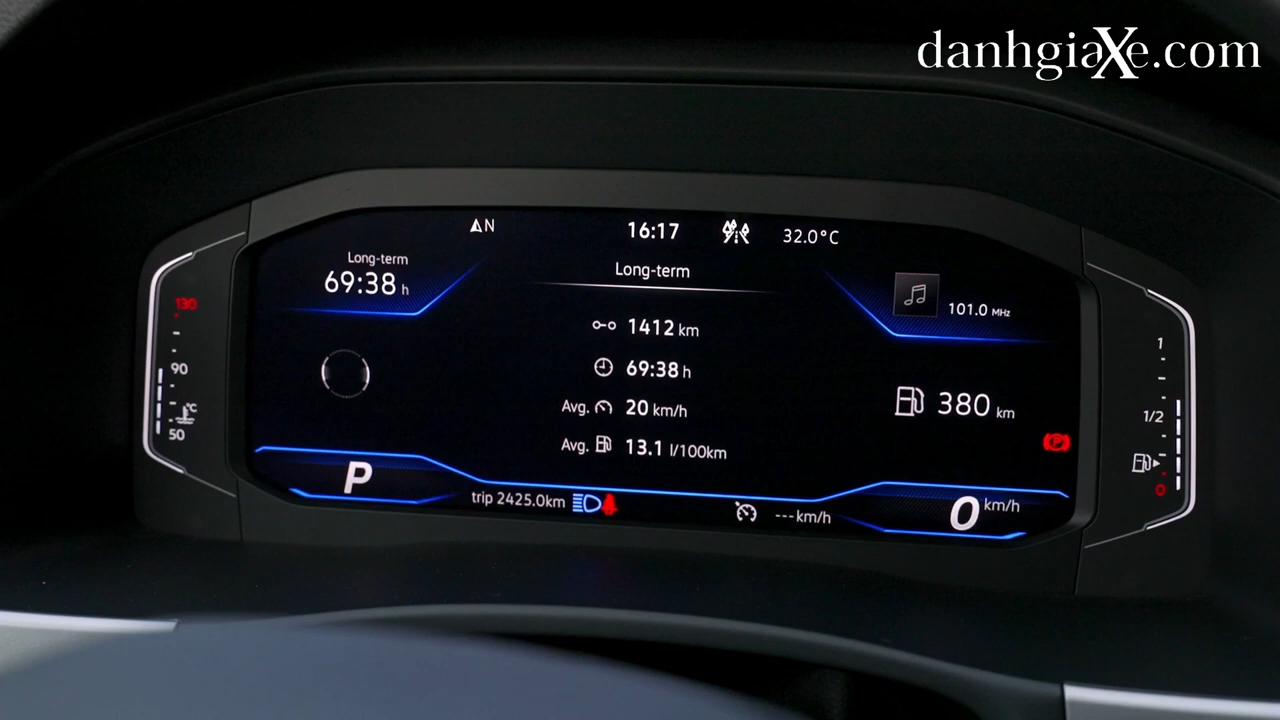 danhgiaXe.com
N
16:17
32.0°C
Long-term
69:38 h
Long-term
101.0 MHz
1412 km
69:38 h
Avg. 20 km/h
Avg. 13.1 l/100km
380 km
130
90
°C
50
1
1/2
0
(P)
P
trip 2425.0km
--- km/h
0 km/h